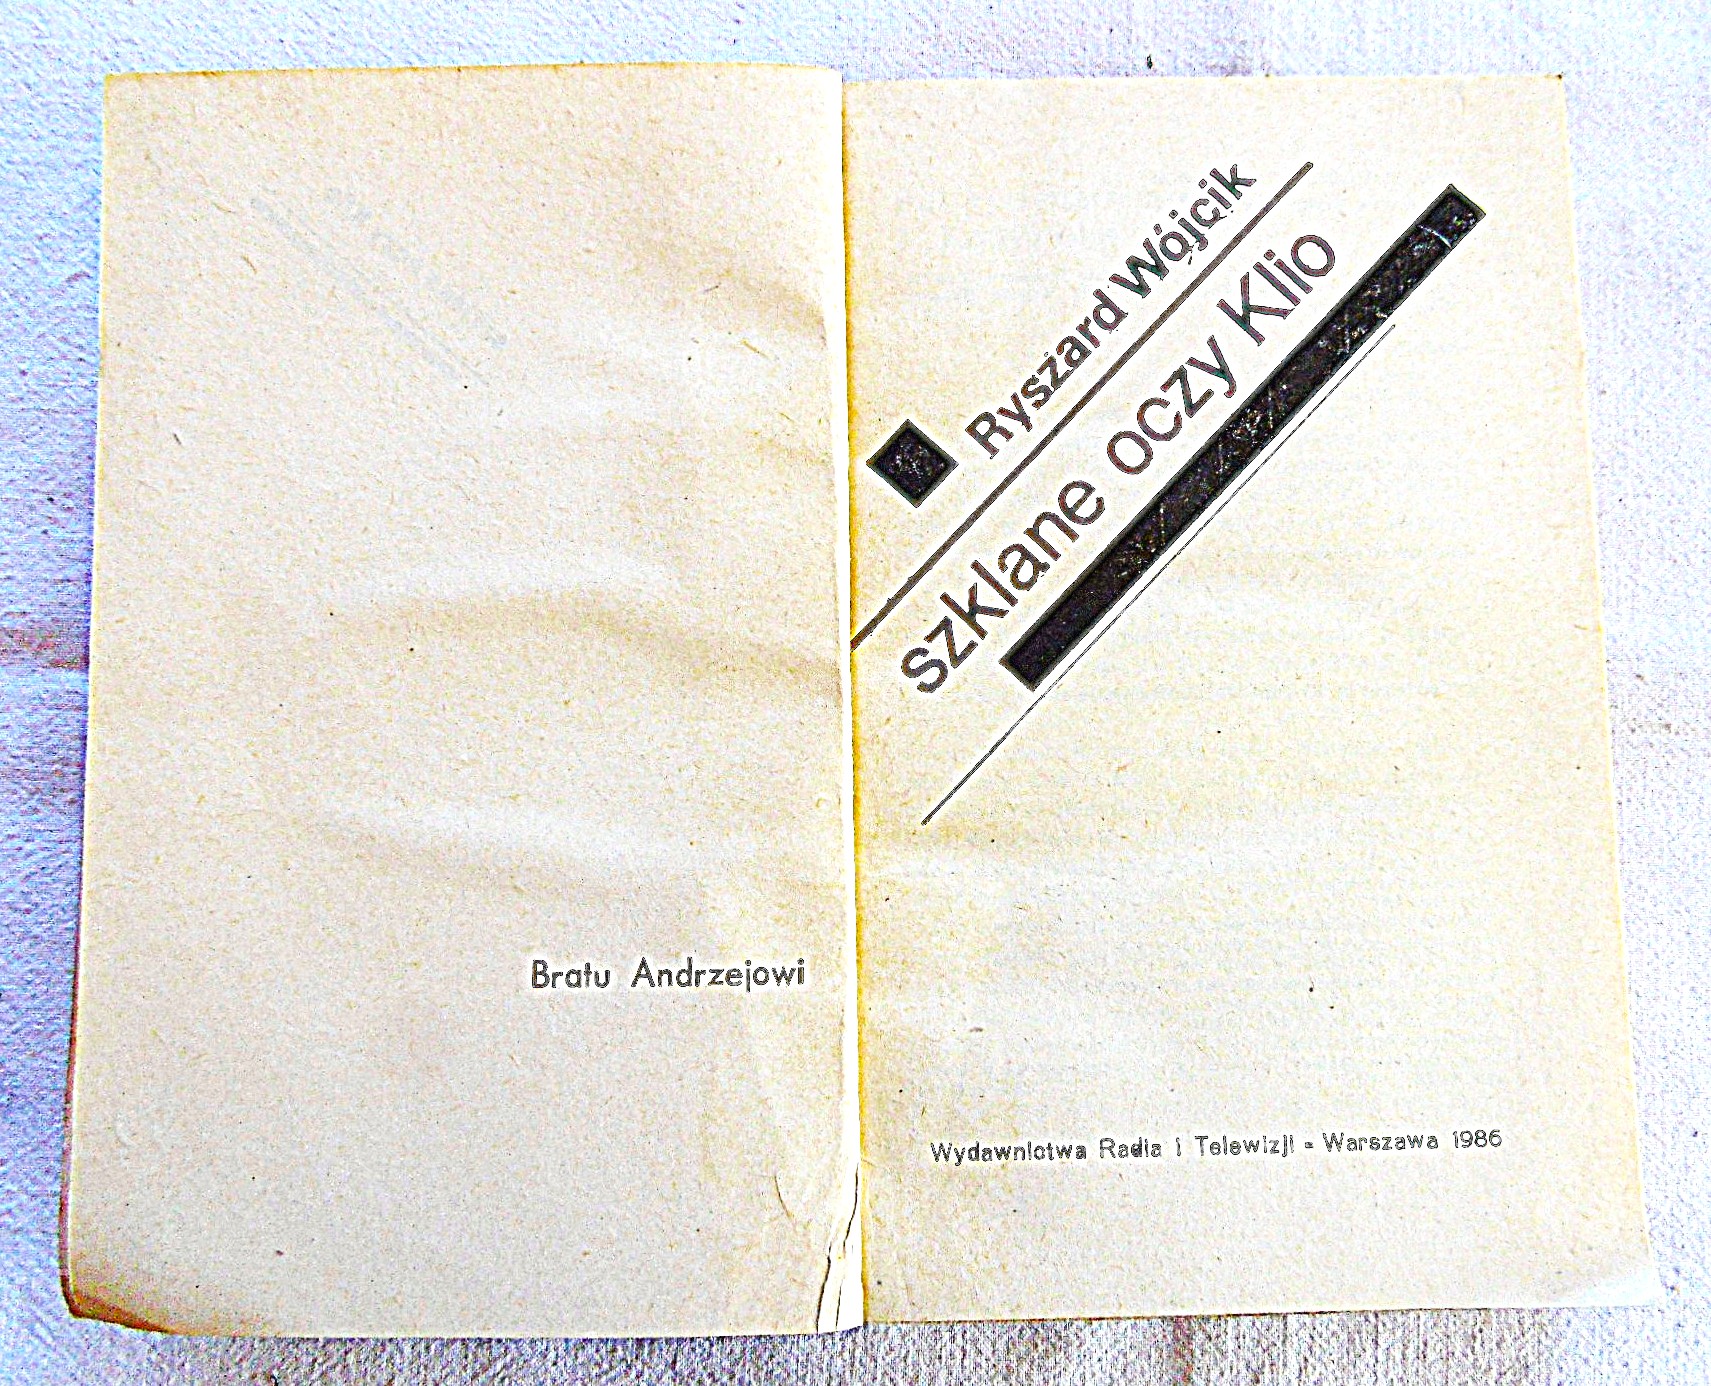 Bratu Andrzejowi
Ryszard Wójcik
szklane oczy Klio
Wydawnictwa Radia i Telewizji - Warszawa 1986